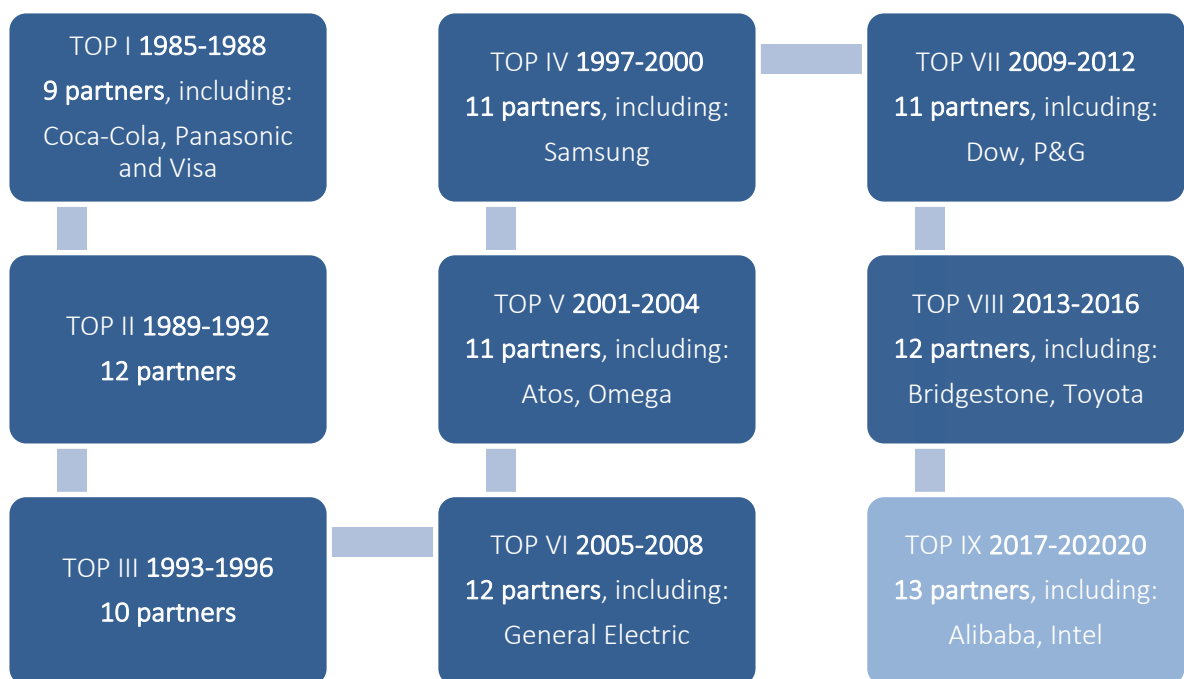 TOP I 1985-1988
9 partners, including:
Coca-Cola, Panasonic
and Visa
TOP II 1989-1992
12 partners
TOP III 1993-1996
10 partners
TOP IV 1997-2000
11 partners, including:
Samsung
TOP V 2001-2004
11 partners, including:
Atos, Omega
TOP VI 2005-2008
12 partners, including:
General Electric
TOP VII 2009-2012
11 partners, inlcuding:
Dow, P&G
TOP VIII 2013-2016
12 partners, including:
Bridgestone, Toyota
TOP IX 2017-202020
13 partners, including:
Alibaba, Intel